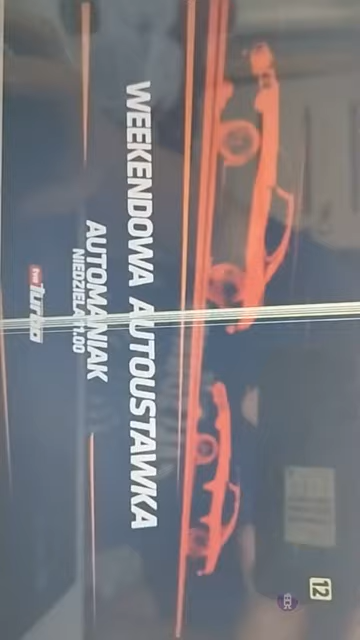 12
WEEKENDOWA AUTOUSTAWKA
AUTOMANIAK
NIEDZIELA 11.00
tvn Turbo